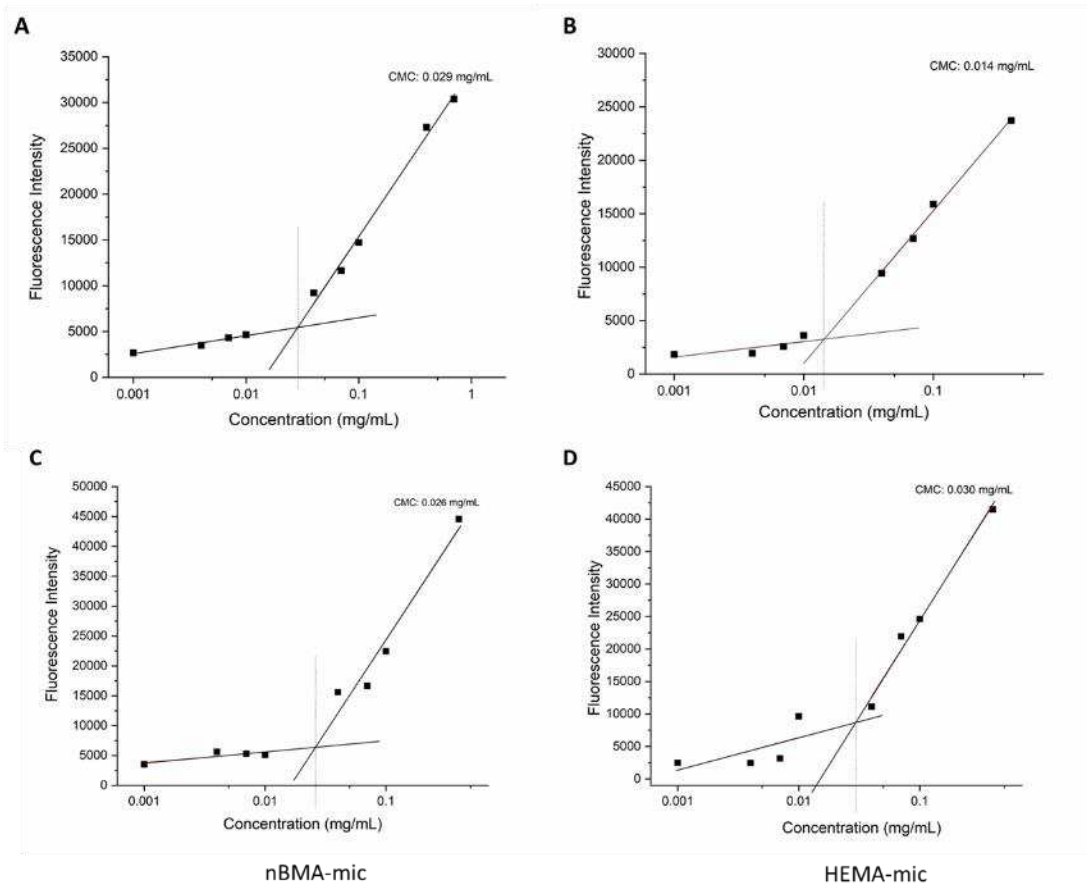 A
CMC: 0.029 mg/mL
35000
30000
25000
20000
15000
10000
5000
0
Fluorescence Intensity
0.001
0.01
0.1
1
Concentration (mg/mL)
B
CMC: 0.014 mg/mL
30000
25000
20000
15000
10000
5000
0
Fluorescence Intensity
0.001
0.01
0.1
Concentration (mg/mL)
C
CMC: 0.026 mg/mL
50000
45000
40000
35000
30000
25000
20000
15000
10000
5000
0
Fluorescence Intensity
0.001
0.01
0.1
Concentration (mg/mL)
nBMA-mic
D
CMC: 0.030 mg/mL
45000
40000
35000
30000
25000
20000
15000
10000
5000
0
Fluorescence Intensity
0.001
0.01
0.1
Concentration (mg/mL)
HEMA-mic